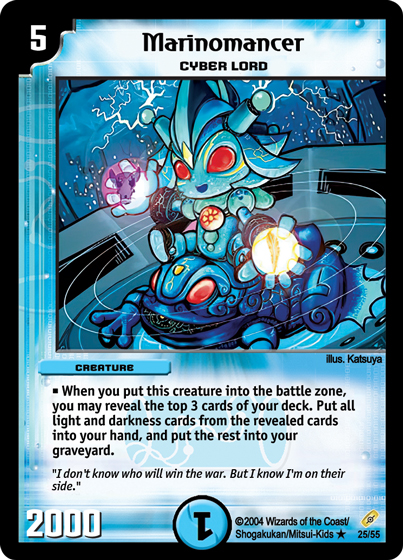 5
Marinomancer
CYBER LORD
illus. Katsuya
CREATURE
▪ When you put this creature into the battle zone,
you may reveal the top 3 cards of your deck. Put all
light and darkness cards from the revealed cards
into your hand, and put the rest into your
graveyard.
"I don't know who will win the war. But I know I'm on their
side."
2000
1
©2004 Wizards of the Coast/
Shogakukan/Mitsui-Kids ★ 25/55